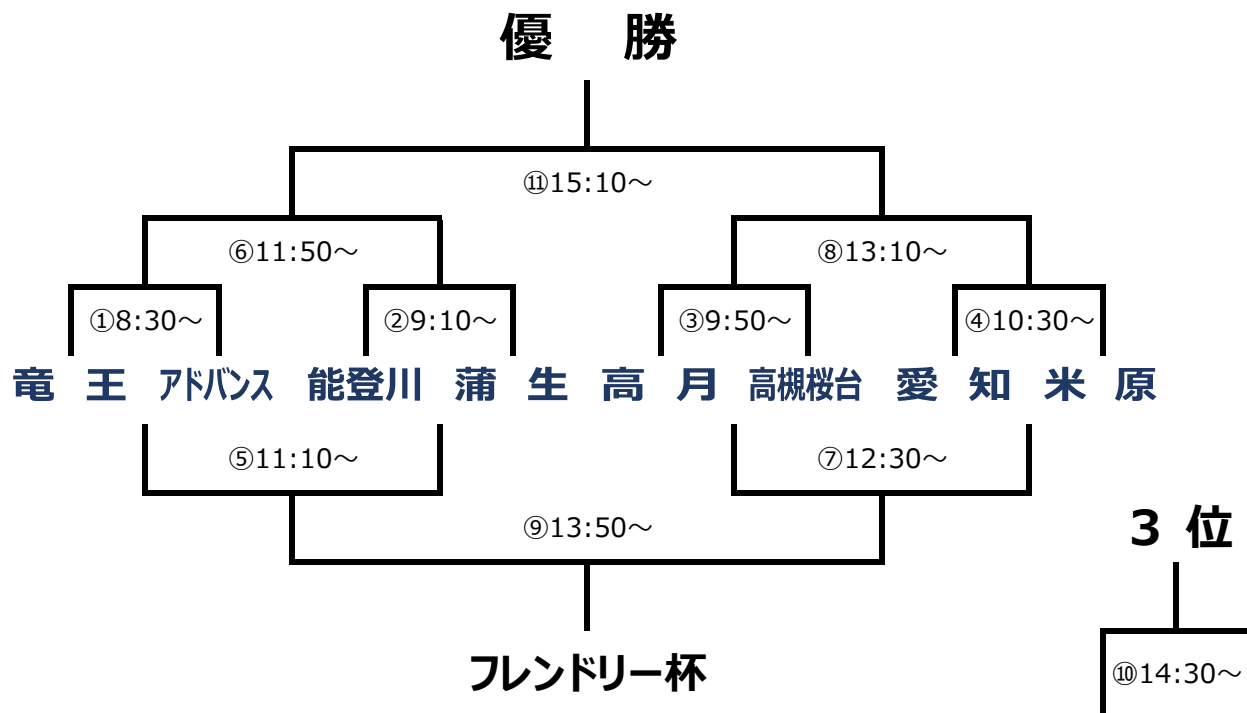 優 勝
⑪15:10～
⑥11:50～ ⑧13:10～
①8:30～ ②9:10～ ③9:50～ ④10:30～
竜 王 アドバンス 能登川 蒲 生 高 月 高槻桜台 愛 知 米 原
⑤11:10～ ⑦12:30～
⑨13:50～
3 位
フレンドリー杯
⑩14:30～